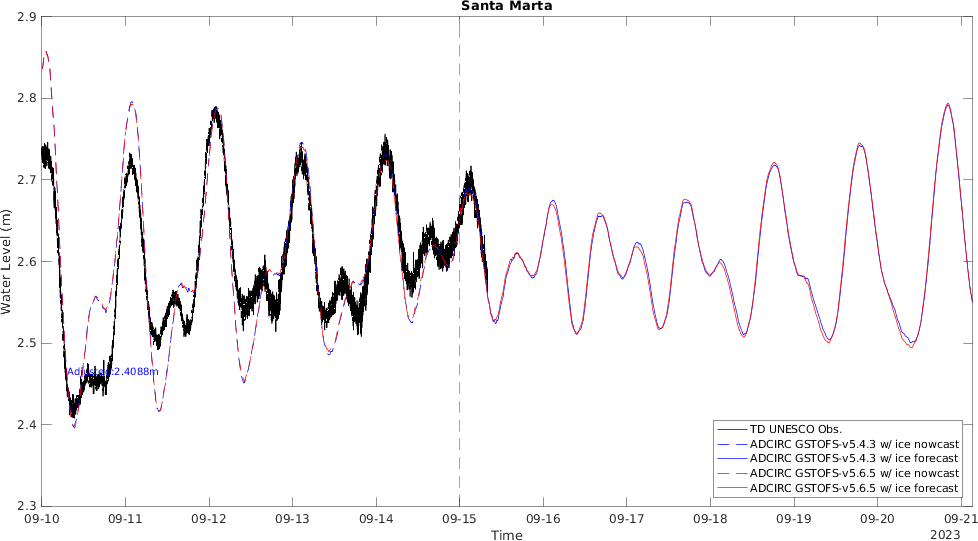 Santa Marta
2.9
2.8
2.7
2.6
2.5
2.4
2.3
Water Level (m)
Adjusted:2.4088m
TD UNESCO Obs.
ADCIRC GSTOFS-v5.4.3 w/ ice nowcast
ADCIRC GSTOFS-v5.4.3 w/ ice forecast
ADCIRC GSTOFS-v5.6.5 w/ ice nowcast
ADCIRC GSTOFS-v5.6.5 w/ ice forecast
09-10 09-11 09-12 09-13 09-14 09-15 09-16 09-17 09-18 09-19 09-20 09-21
Time
2023